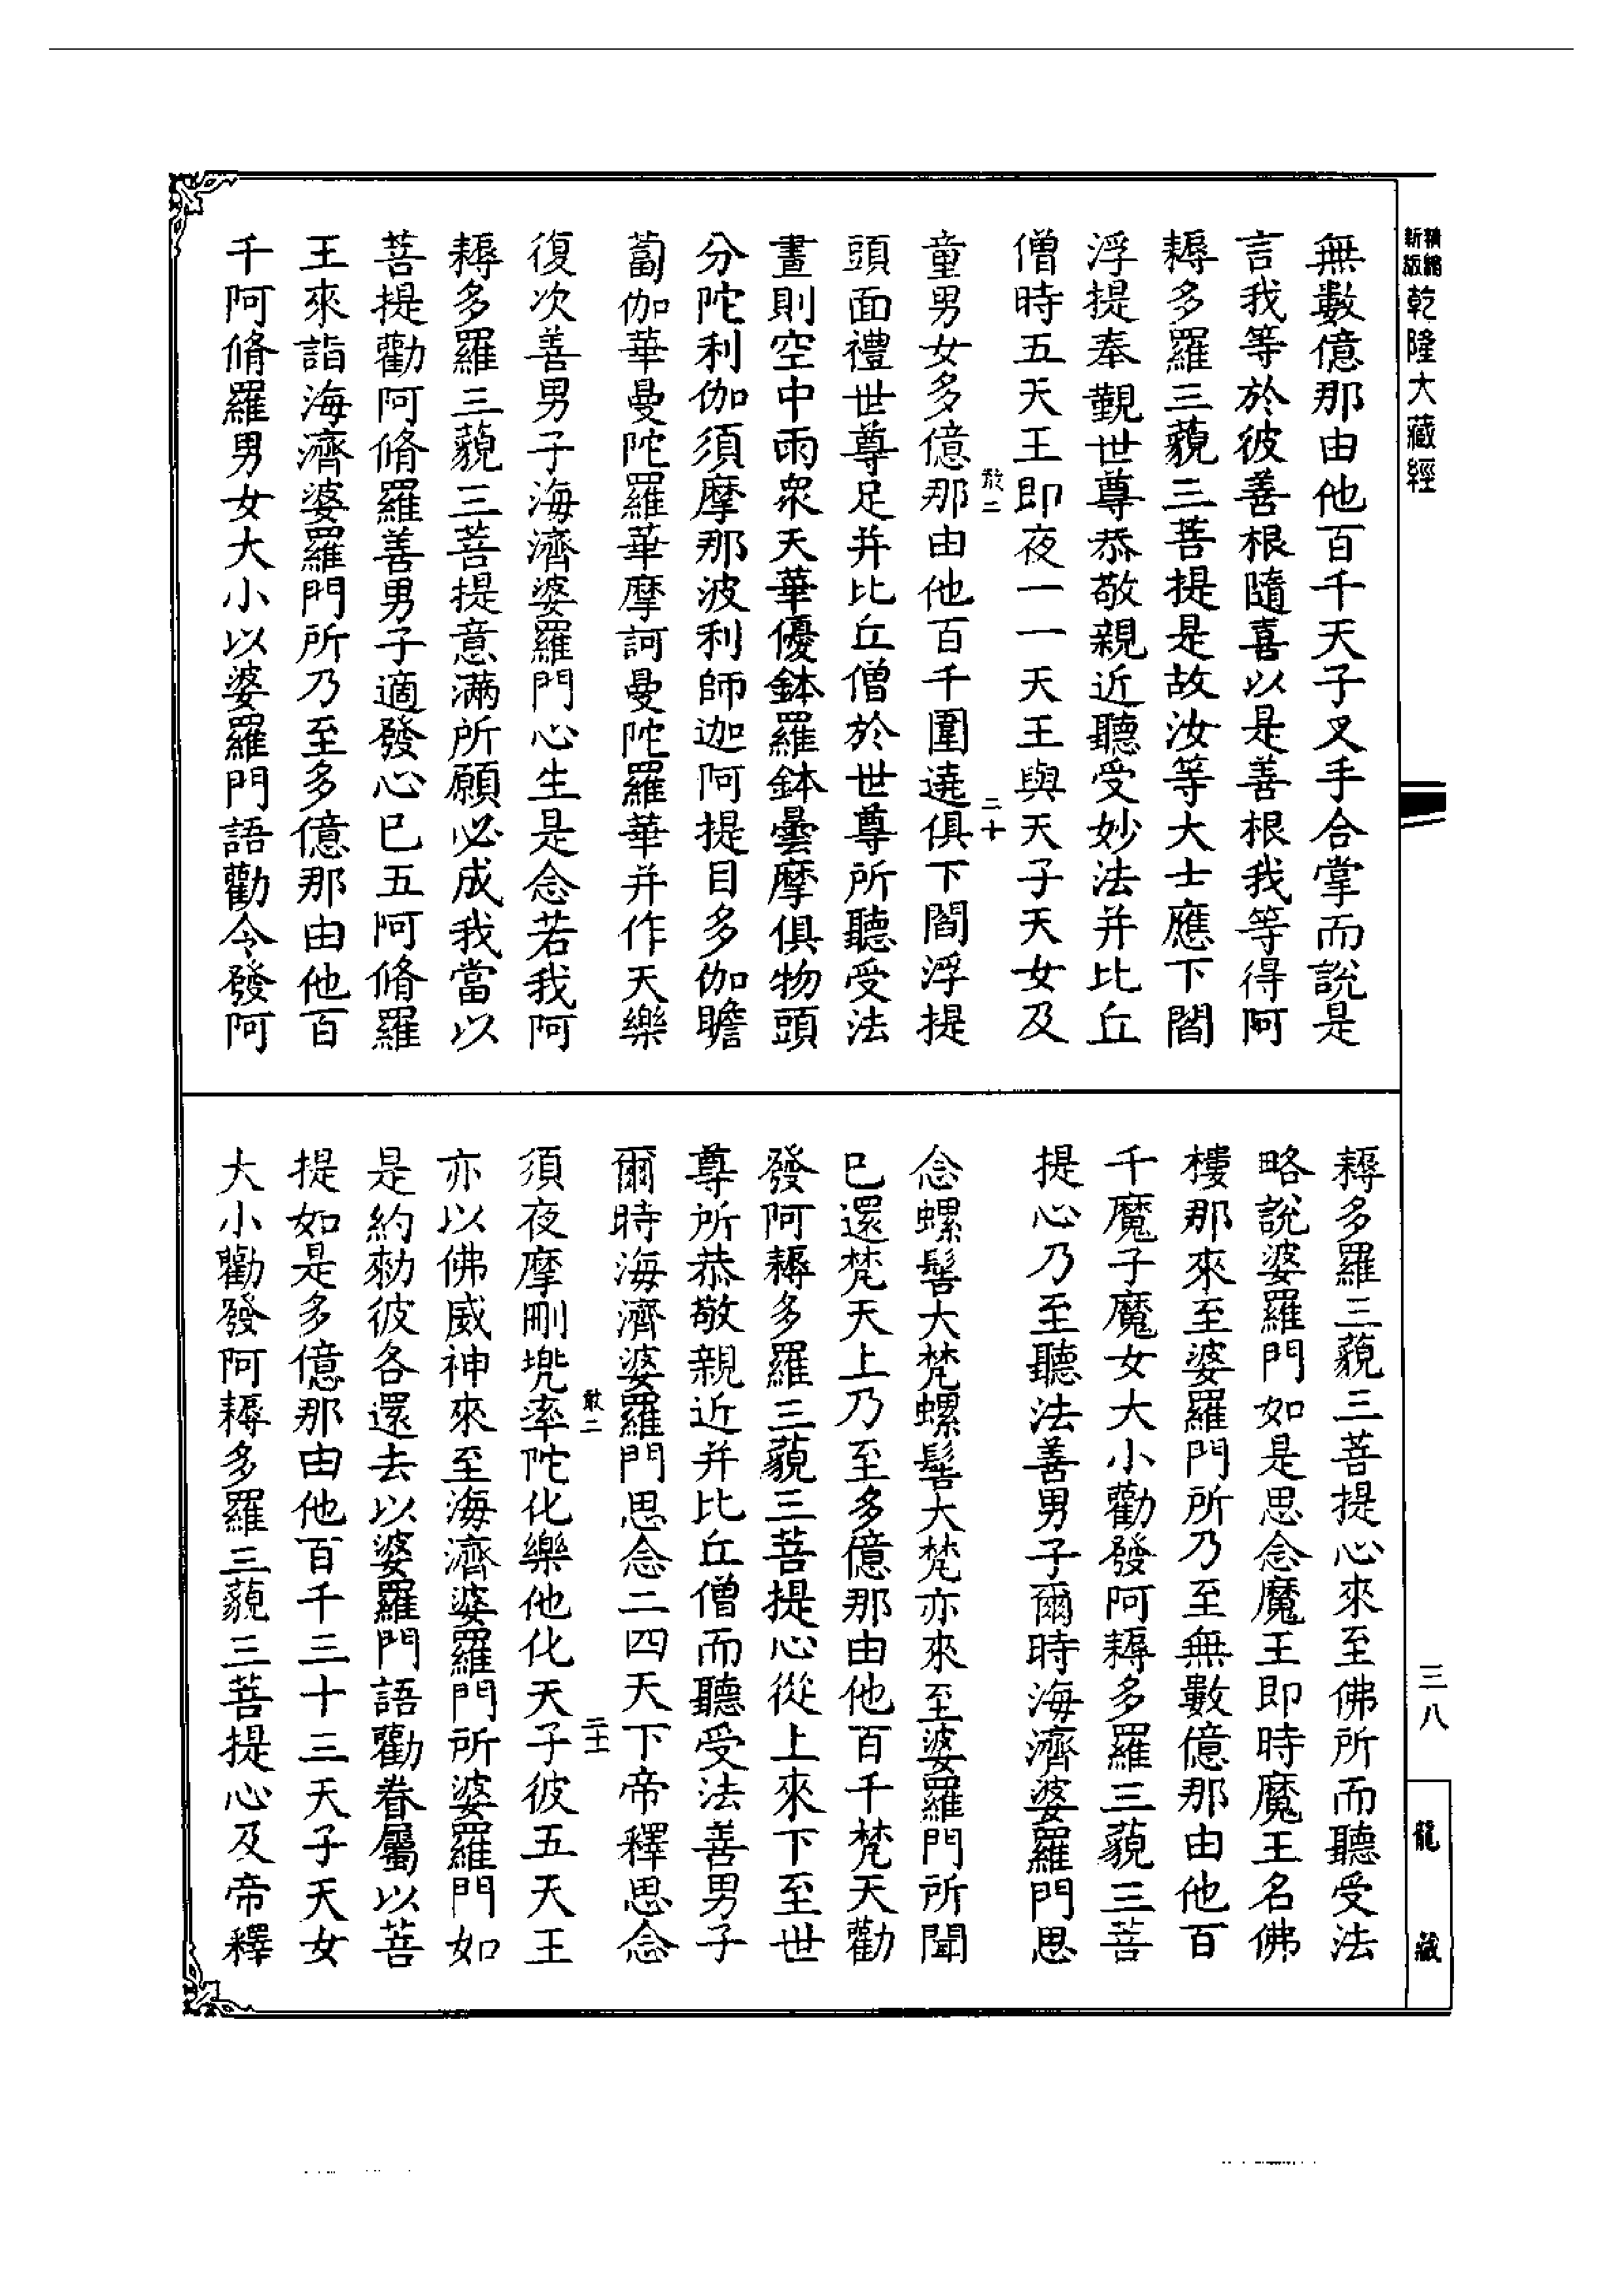 精縮
新版
乾隆大藏經
無數億那由他百千天子叉手合掌而說是
言我等於彼善根隨喜以是善根我等得阿
耨多羅三藐三菩提是故汝等大士應下閻
浮提奉覲世尊恭敬親近聽受妙法并比丘
僧時五天王即夜一一天王與天子天女及
散二
二十
童男女多億那由他百千圍遶俱下閻浮提
頭面禮世尊足并比丘僧於世尊所聽受法
晝則空中雨眾天華優鉢羅鉢曇摩俱物頭
分陀利伽須摩那波利師迦阿提目多伽瞻
蔔伽華曼陀羅華摩訶曼陀羅華并作天樂
復次善男子海濟婆羅門心生是念若我阿
耨多羅三藐三菩提意滿所願必成我當以
菩提勸阿脩羅善男子適發心已五阿脩羅
王來詣海濟婆羅門所乃至多億那由他百
千阿脩羅男女大小以婆羅門語勸令發阿
三八
龍藏
耨多羅三藐三菩提心來至佛所而聽受法
略說婆羅門如是思念魔王即時魔王名佛
樓那來至婆羅門所乃至無數億那由他百
千魔子魔女大小勸發阿耨多羅三藐三菩
提心乃至聽法善男子爾時海濟婆羅門思
念螺髻大梵螺髻大梵亦來至婆羅門所聞
已還梵天上乃至多億那由他百千梵天勸
發阿耨多羅三藐三菩提心從上來下至世
尊所恭敬親近并比丘僧而聽受法善男子
爾時海濟婆羅門思念二四天下帝釋思念
散二
二十一
須夜摩刪兜率陀化樂他化天子彼五天王
亦以佛威神來至海濟婆羅門所婆羅門如
是約勑彼各還去以婆羅門語勸眷屬以菩
提如是多億那由他百千三十三天子天女
大小勸發阿耨多羅三藐三菩提心及帝釋